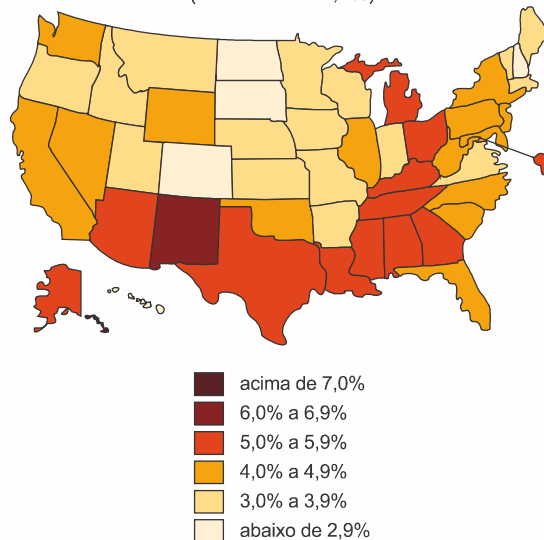 acima de 7,0%
6,0% a 6,9%
5,0% a 5,9%
4,0% a 4,9%
3,0% a 3,9%
abaixo de 2,9%